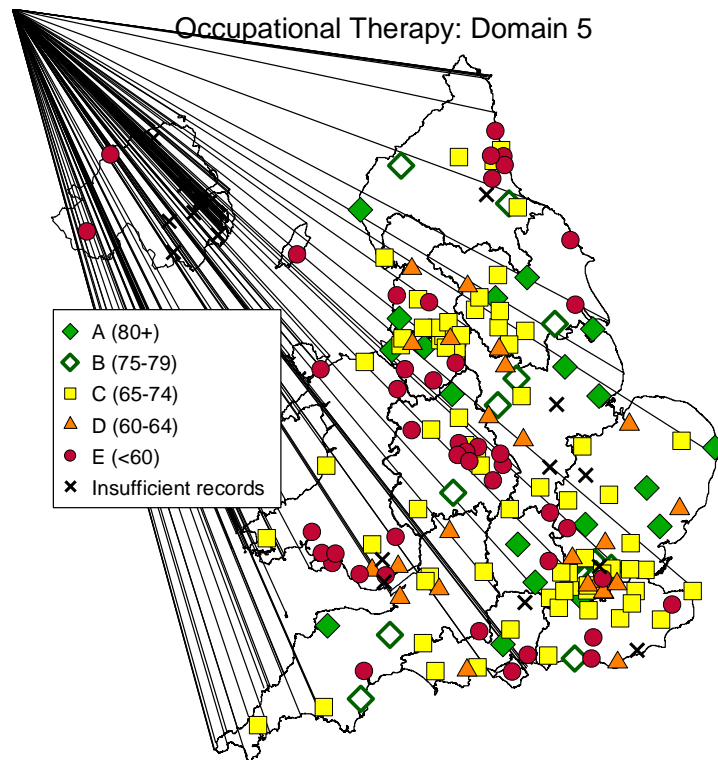 Occupational Therapy: Domain 5
A (80+)
B (75-79)
C (65-74)
D (60-64)
E (<60)
Insufficient records